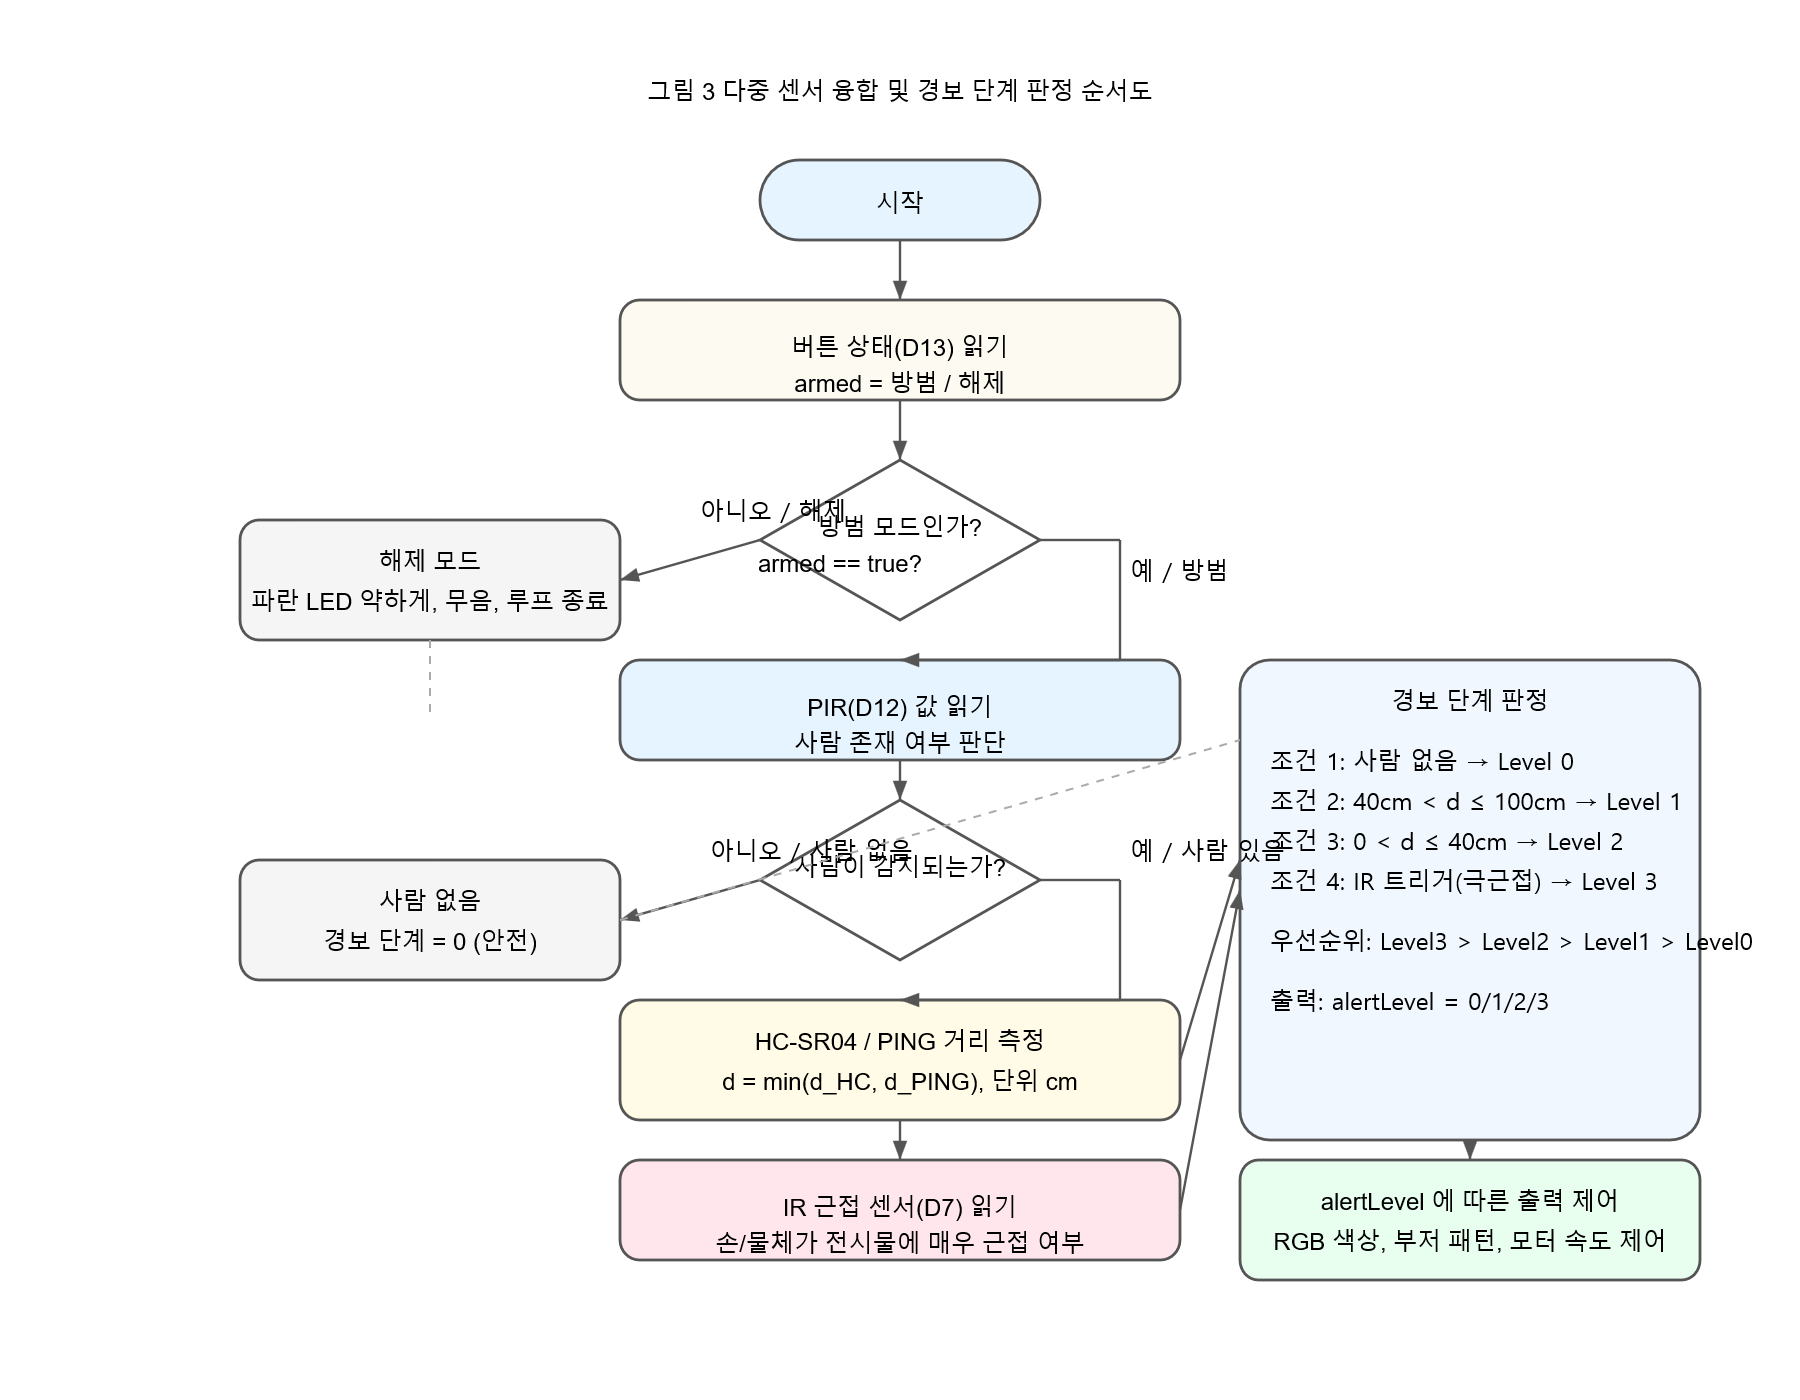 그림 3 다중 센서 융합 및 경보 단계 판정 순서도
시작
버튼 상태(D13) 읽기
armed = 방범 / 해제
아니오 / 해제
방범 모드인가?
armed == true?
예 / 방범
해제 모드
파란 LED 약하게, 무음, 루프 종료
PIR(D12) 값 읽기
사람 존재 여부 판단
아니오 / 사람 없음
사람이 감지되는가?
예 / 사람 있음
사람 없음
경보 단계 = 0 (안전)
HC-SR04 / PING 거리 측정
d = min(d_HC, d_PING), 단위 cm
IR 근접 센서(D7) 읽기
손/물체가 전시물에 매우 근접 여부
경보 단계 판정
조건 1: 사람 없음 → Level 0
조건 2: 40cm < d ≤ 100cm → Level 1
조건 3: 0 < d ≤ 40cm → Level 2
조건 4: IR 트리거(극근접) → Level 3
우선순위: Level3 > Level2 > Level1 > Level0
출력: alertLevel = 0/1/2/3
alertLevel 에 따른 출력 제어
RGB 색상, 부저 패턴, 모터 속도 제어